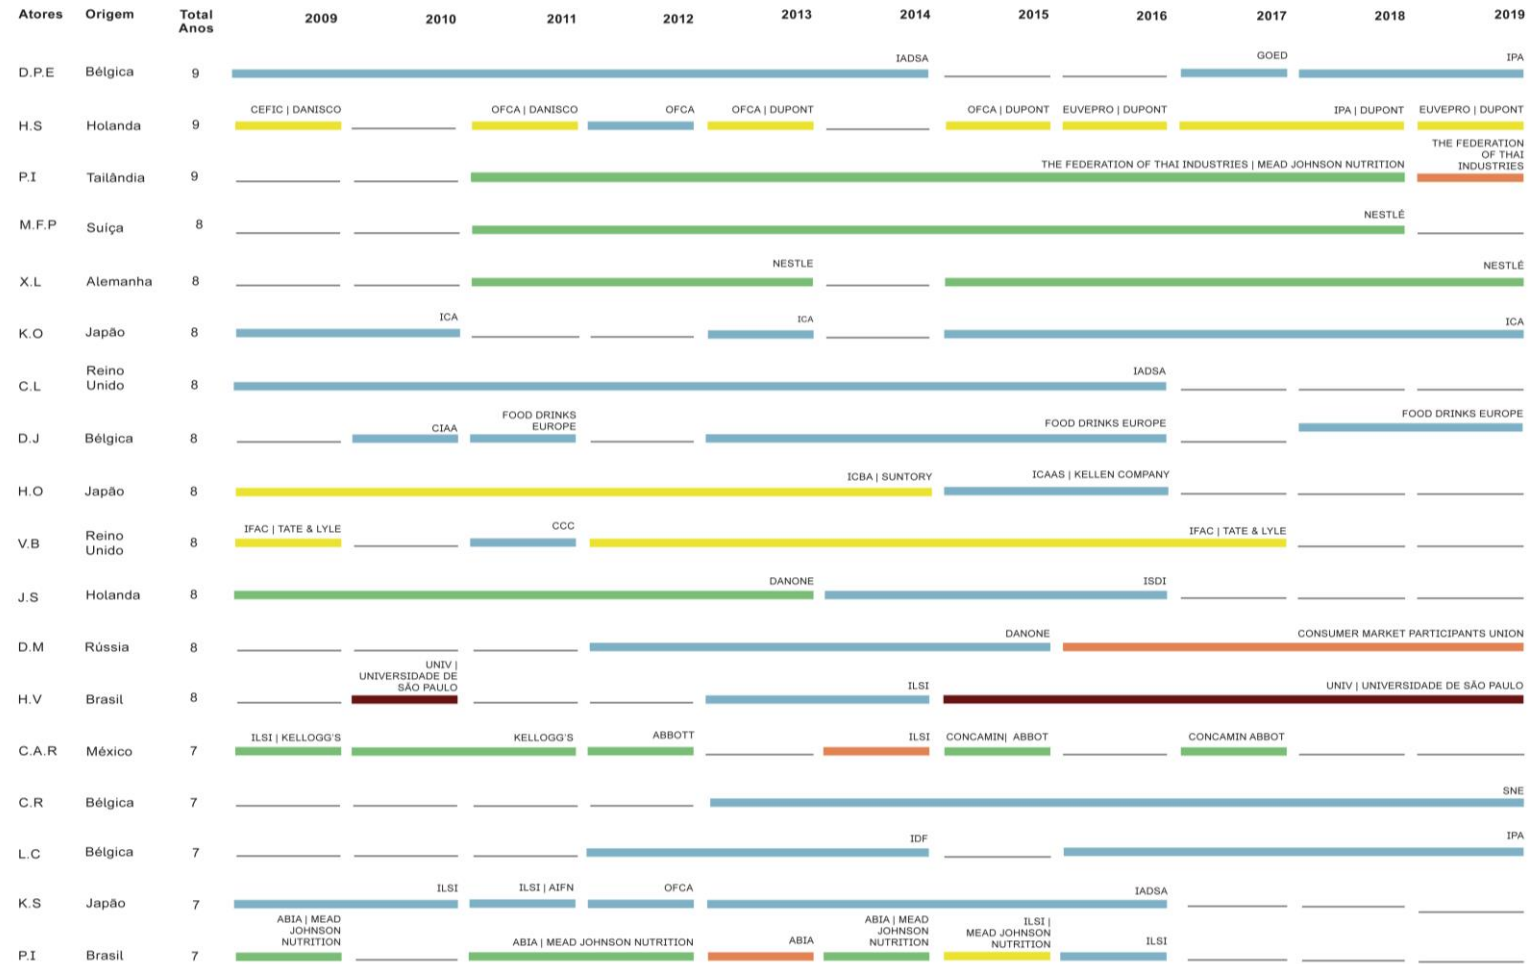 Atores Origem Total Anos 2009 2010 2011 2012 2013 2014 2015 2016 2017 2018 2019
IADSA GOED IPA
D.P.E Bélgica 9
CEFIC | DANISCO OFCA | DANISCO OFCA OFCA | DUPONT OFCA | DUPONT EUVEPRO | DUPONT IPA | DUPONT EUVEPRO | DUPONT
H.S Holanda 9
THE FEDERATION OF THAI INDUSTRIES | MEAD JOHNSON NUTRITION THE FEDERATION OF THAI INDUSTRIES
P.I Tailândia 9
NESTLÊ
M.F.P Suíça 8
NESTLE NESTLÊ
X.L Alemanha 8
ICA ICA ICA
K.O Japão 8
IADSA
C.L Reino Unido 8
CIAA FOOD DRINKS EUROPE FOOD DRINKS EUROPE FOOD DRINKS EUROPE
D.J Bélgica 8
ICBA | SUNTORY ICAAS | KELLEN COMPANY
H.O Japão 8
IFAC | TATE & LYLE CCC IFAC | TATE & LYLE
V.B Reino Unido 8
DANONE ISDI
J.S Holanda 8
DANONE CONSUMER MARKET PARTICIPANTS UNION
D.M Rússia 8
UNIV | UNIVERSIDADE DE SÃO PAULO ILSI UNIV | UNIVERSIDADE DE SÃO PAULO
H.V Brasil 8
ILSI | KELLOGG'S KELLOGG'S ABBOTT ILSI CONCAMIN| ABBOT CONCAMIN ABBOT
C.A.R México 7
SNE
C.R Bélgica 7
IDF IPA
L.C Bélgica 7
ILSI ILSI | AIFN OFCA IADSA
K.S Japão 7
ABIA | MEAD JOHNSON NUTRITION ABIA | MEAD JOHNSON NUTRITION ABIA ABIA | MEAD JOHNSON NUTRITION ILSI | MEAD JOHNSON NUTRITION ILSI
P.I Brasil 7